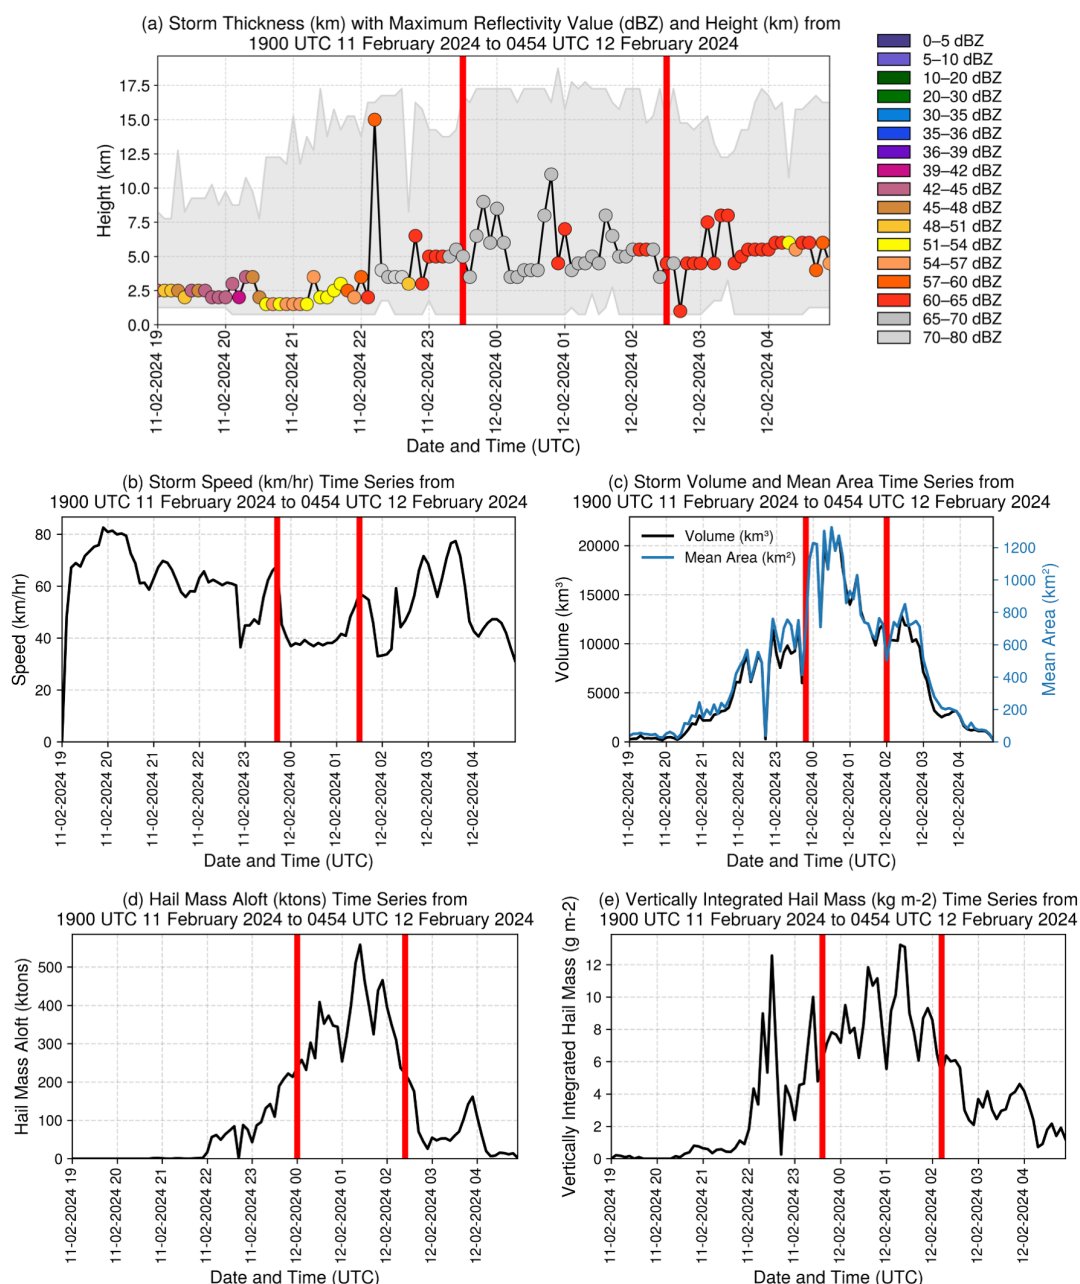 (a) Storm Thickness (km) with Maximum Reflectivity Value (dBZ) and Height (km) from
1900 UTC 11 February 2024 to 0454 UTC 12 February 2024
Height (km)
17.5
15.0
12.5
10.0
7.5
5.0
2.5
0.0
11-02-2024 19
11-02-2024 20
11-02-2024 21
11-02-2024 22
11-02-2024 23
12-02-2024 00
12-02-2024 01
12-02-2024 02
12-02-2024 03
12-02-2024 04
Date and Time (UTC)
0–5 dBZ
5–10 dBZ
10–20 dBZ
20–30 dBZ
30–35 dBZ
35–36 dBZ
36–39 dBZ
39–42 dBZ
42–45 dBZ
45–48 dBZ
48–51 dBZ
51–54 dBZ
54–57 dBZ
57–60 dBZ
60–65 dBZ
65–70 dBZ
70–80 dBZ
(b) Storm Speed (km/hr) Time Series from
1900 UTC 11 February 2024 to 0454 UTC 12 February 2024
Speed (km/hr)
80
60
40
20
0
11-02-2024 19
11-02-2024 20
11-02-2024 21
11-02-2024 22
11-02-2024 23
12-02-2024 00
12-02-2024 01
12-02-2024 02
12-02-2024 03
12-02-2024 04
Date and Time (UTC)
(c) Storm Volume and Mean Area Time Series from
1900 UTC 11 February 2024 to 0454 UTC 12 February 2024
Volume (km³)
Mean Area (km²)
Volume (km³)
20000
15000
10000
5000
0
Mean Area (km²)
1200
1000
800
600
400
200
0
11-02-2024 19
11-02-2024 20
11-02-2024 21
11-02-2024 22
11-02-2024 23
12-02-2024 00
12-02-2024 01
12-02-2024 02
12-02-2024 03
12-02-2024 04
Date and Time (UTC)
(d) Hail Mass Aloft (ktons) Time Series from
1900 UTC 11 February 2024 to 0454 UTC 12 February 2024
Hail Mass Aloft (ktons)
500
400
300
200
100
0
11-02-2024 19
11-02-2024 20
11-02-2024 21
11-02-2024 22
11-02-2024 23
12-02-2024 00
12-02-2024 01
12-02-2024 02
12-02-2024 03
12-02-2024 04
Date and Time (UTC)
(e) Vertically Integrated Hail Mass (kg m-2) Time Series from
1900 UTC 11 February 2024 to 0454 UTC 12 February 2024
Vertically Integrated Hail Mass (g m-2)
12
10
8
6
4
2
0
11-02-2024 19
11-02-2024 20
11-02-2024 21
11-02-2024 22
11-02-2024 23
12-02-2024 00
12-02-2024 01
12-02-2024 02
12-02-2024 03
12-02-2024 04
Date and Time (UTC)